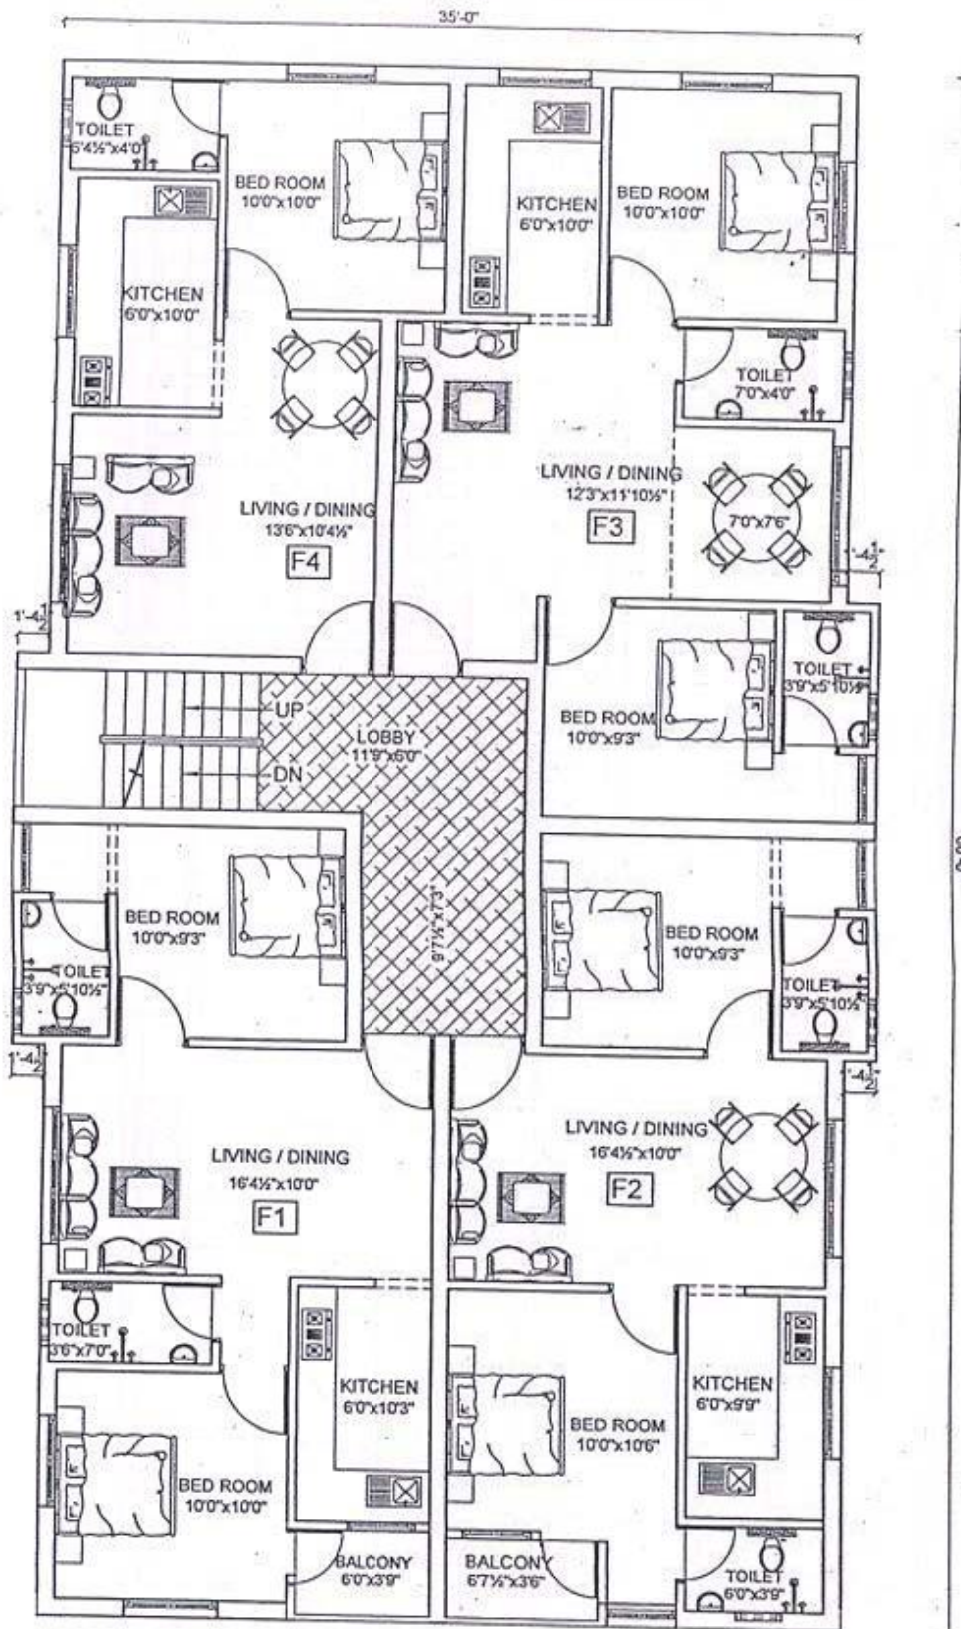 35'-0"
TOILET
6'4½"x4'0
BED ROOM
10'0"x10'0"
KITCHEN
6'0"x10'0"
BED ROOM
10'0"x10'0"
KITCHEN
6'0"x10'0"
TOILET
7'0"x4'0"
LIVING / DINING
13'6"x10'4½"
F4
LIVING / DINING
12'3"x11'10½"
F3
7'0"x7'6"
1'-4½"
1'-4½"
TOILET
3'9"x5'10½"
BED ROOM
10'0"x9'3"
UP
LOBBY
11'9"x6'0"
DN
9'7½"x7'3"
BED ROOM
10'0"x9'3"
TOILET
3'9"x5'10½"
BED ROOM
10'0"x9'3"
TOILET
3'9"x5'10½"
1'-4½"
1'-4½"
LIVING / DINING
16'4½"x10'0"
F1
LIVING / DINING
16'4½"x10'0"
F2
TOILET
3'6"x7'0"
KITCHEN
6'0"x10'3"
BED ROOM
10'0"x10'0"
BALCONY
6'0"x3'9"
BED ROOM
10'0"x10'6"
KITCHEN
6'0"x9'9"
BALCONY
6'7½"x3'6"
TOILET
6'0"x3'9"